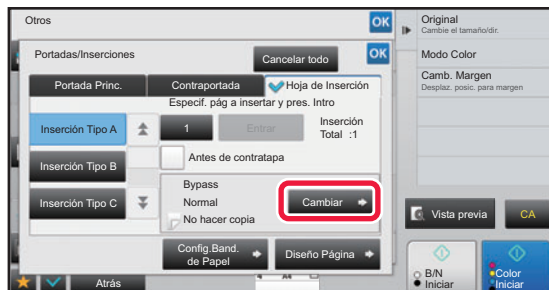 Otros
OK
Portadas/Inserciones
Cancelar todo
OK
Portada Princ.
Contraportada
Hoja de Inserción
Especif. pág a insertar y pres. Intro
Inserción Tipo A
1
Entrar
Inserción
Total :1
Inserción Tipo B
Antes de contratapa
Inserción Tipo C
Bypass
Normal
No hacer copia
Cambiar
Config.Band.
de Papel
Diseño Página
Atrás
A4
Original
Cambie el tamaño/dir.
Modo Color
Camb. Margen
Desplaz. posic. para margen
Vista previa
CA
B/N
Iniciar
Color
Iniciar